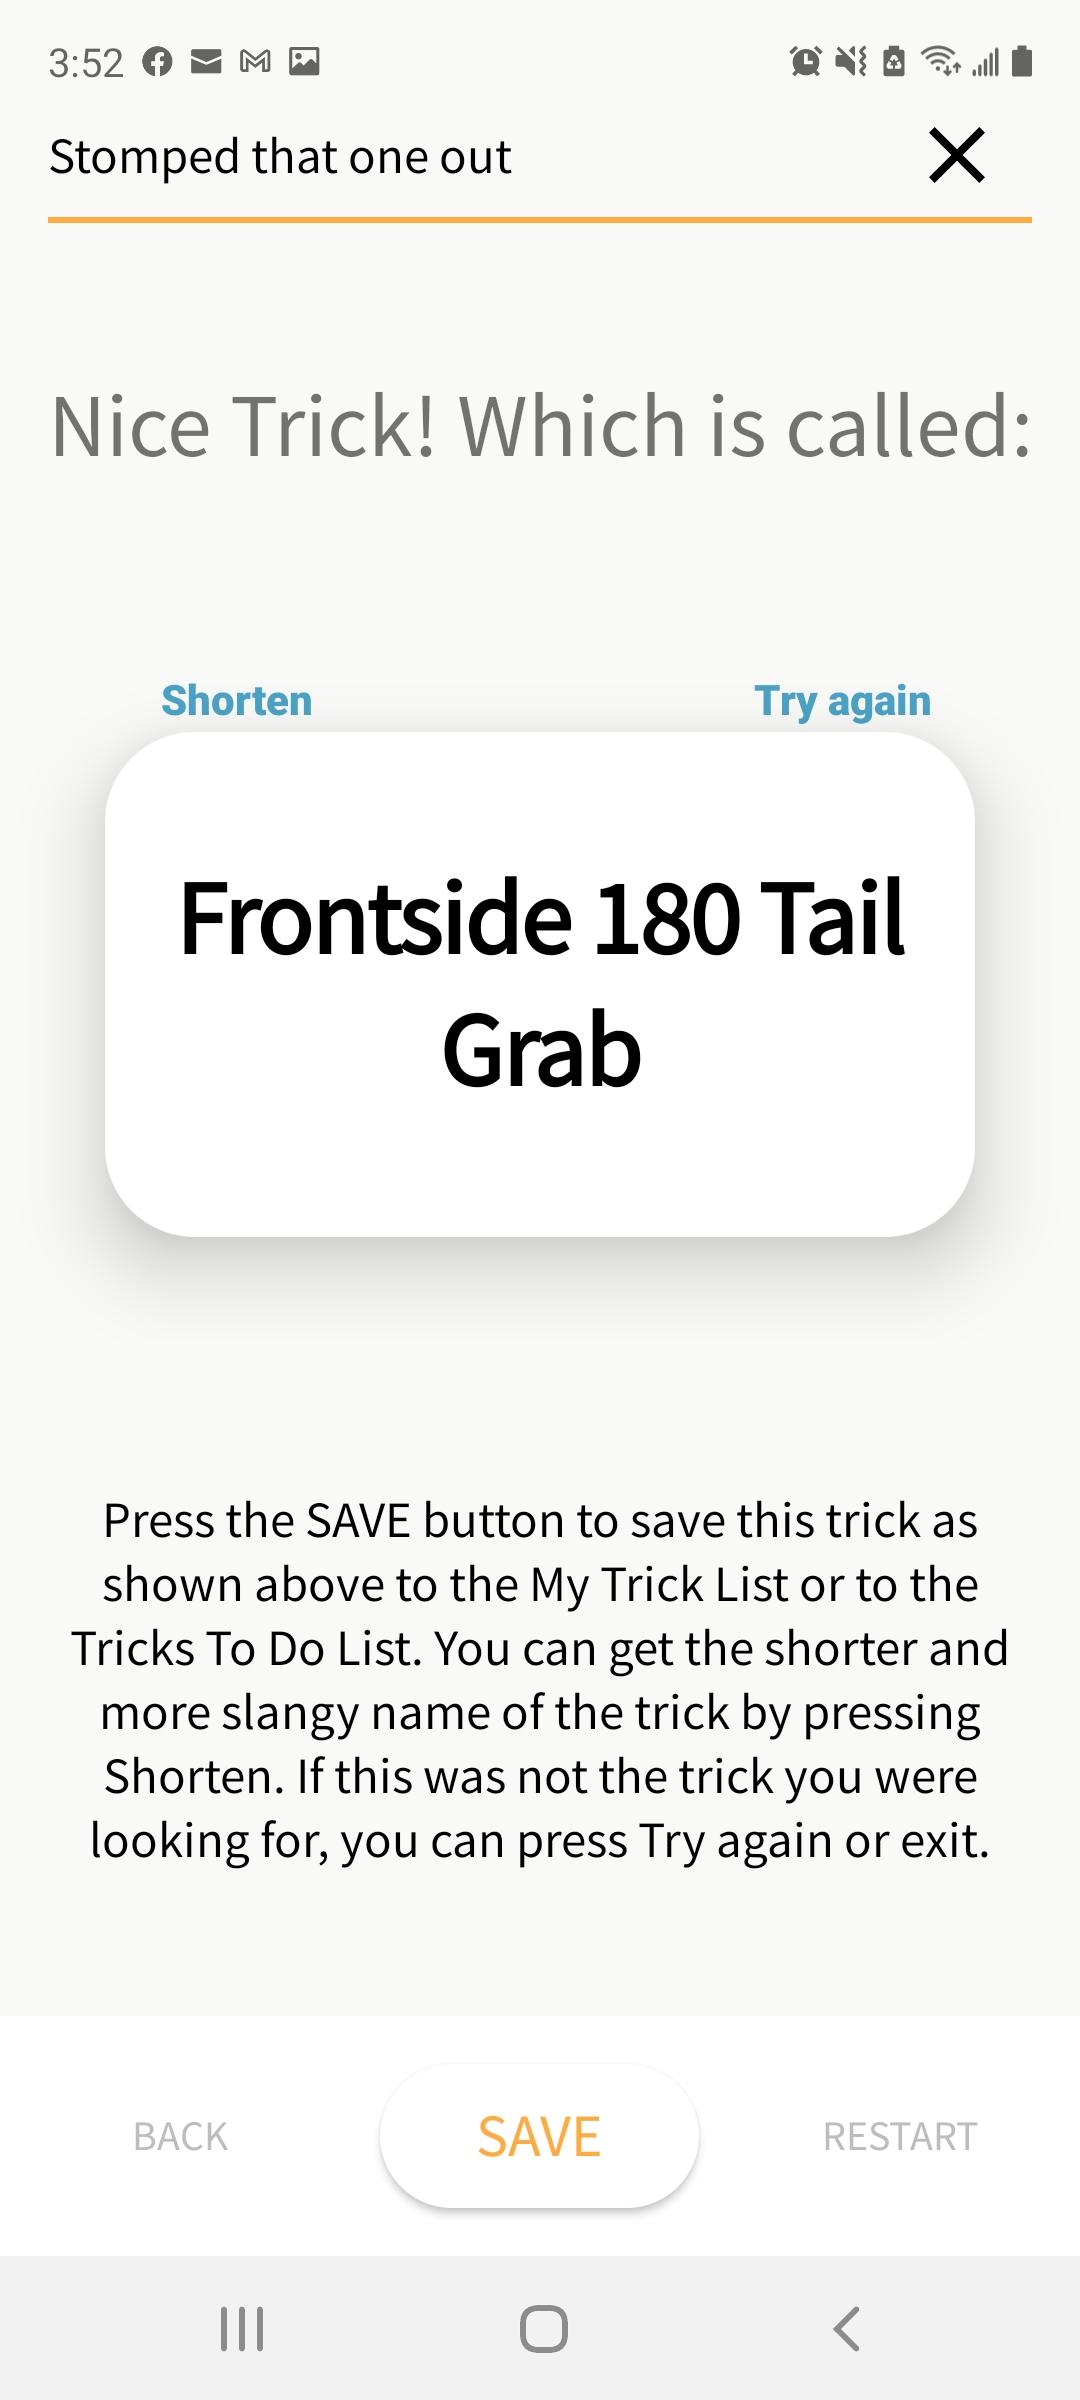 3:52
Stomped that one out
Nice Trick! Which is called:
Shorten
Try again
Frontside 180 Tail
Grab
Press the SAVE button to save this trick as
shown above to the My Trick List or to the
Tricks To Do List. You can get the shorter and
more slangy name of the trick by pressing
Shorten. If this was not the trick you were
looking for, you can press Try again or exit.
BACK
SAVE
RESTART